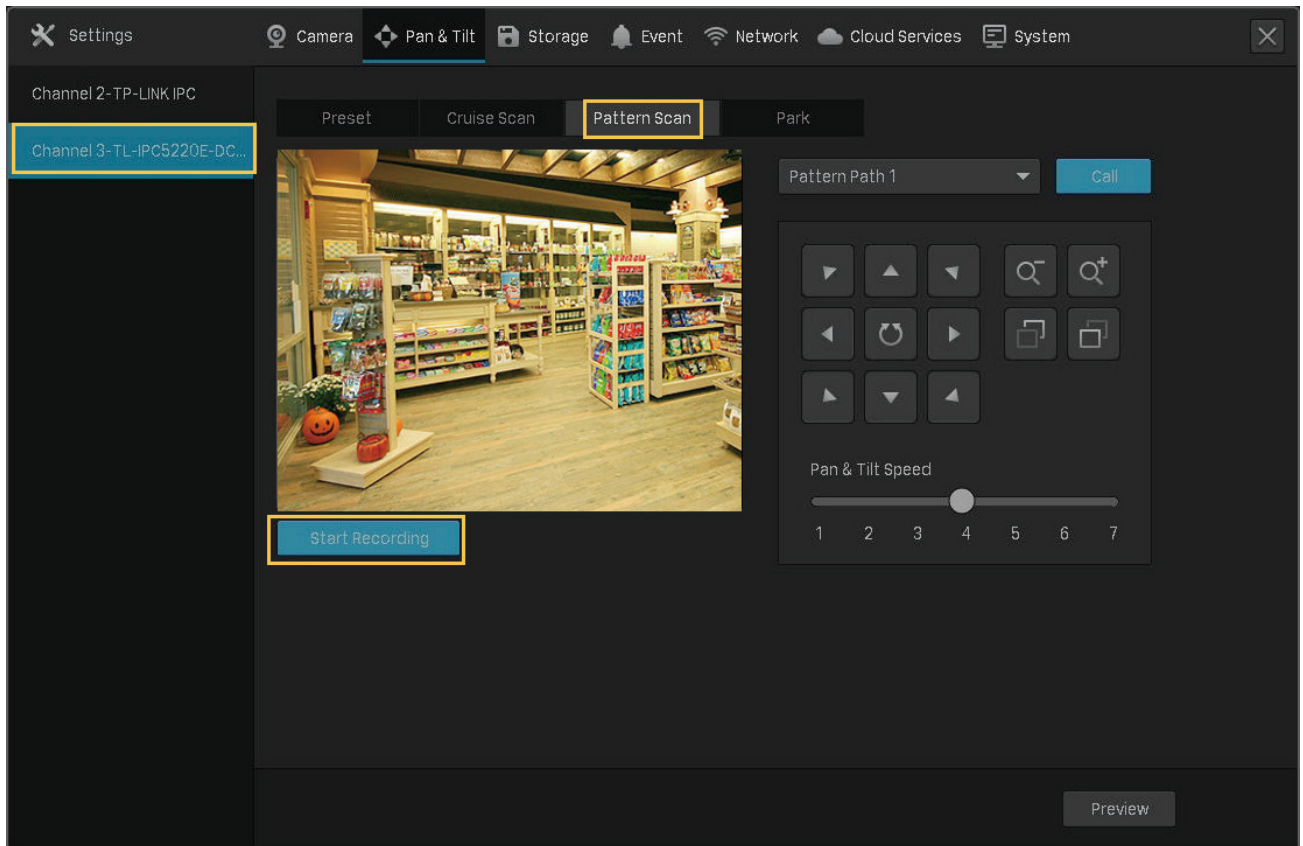 Settings
Camera
Pan & Tilt
Storage
Event
Network
Cloud Services
System
Channel 2-TP-LINK IPC
Channel 3-TL-IPC5220E-DC...
Preset
Cruise Scan
Pattern Scan
Park
Pattern Path 1
Call
Pan & Tilt Speed
1 2 3 4 5 6 7
Start Recording
Preview